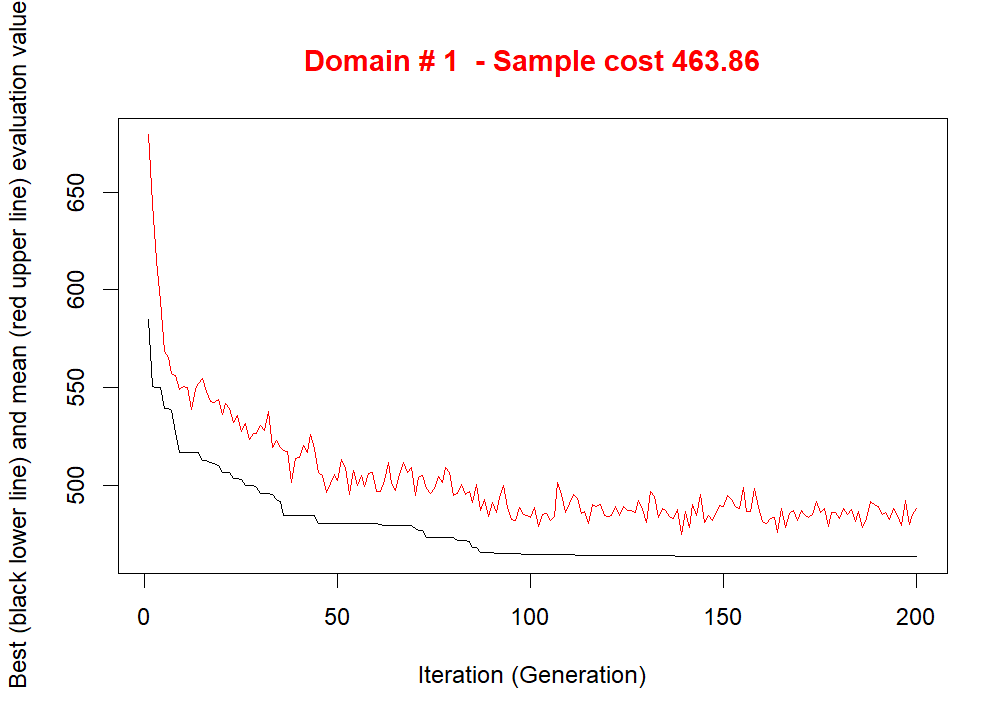 Domain # 1  - Sample cost 463.86
Best (black lower line) and mean (red upper line) evaluation value
650
600
550
500
0 50 100 150 200
Iteration (Generation)